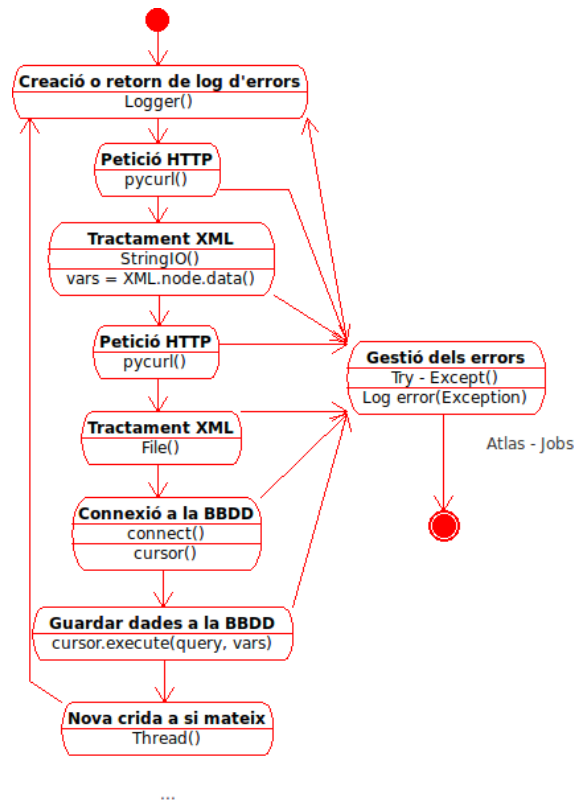 Creació o retorn de log d'errors
Logger()
Petició HTTP
pycurl()
Tractament XML
StringIO()
vars = XML.node.data()
Petició HTTP
pycurl()
Gestió dels errors
Try - Except()
Log error(Exception)
Tractament XML
File()
Atlas - Jobs
Connexió a la BBDD
connect()
cursor()
Guardar dades a la BBDD
cursor.execute(query, vars)
Nova crida a si mateix
Thread()
...